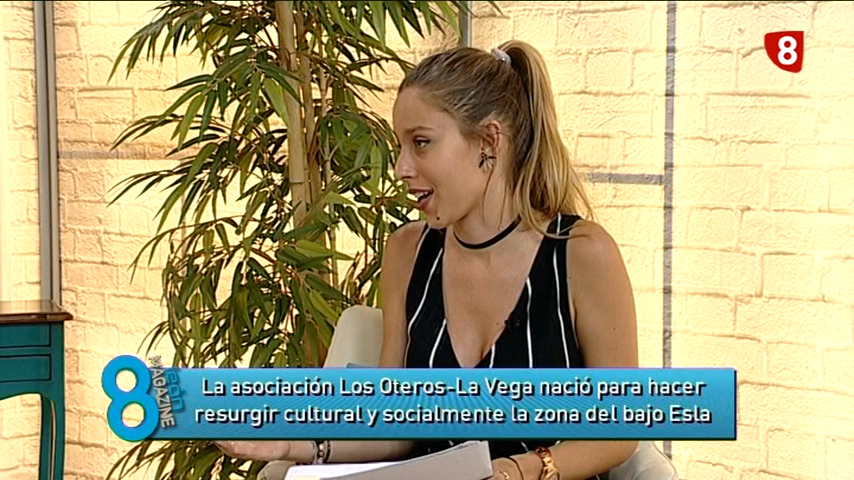 8
8
León
MAGAZINE
La asociación Los Oteros-La Vega nació para hacer
resurgir cultural y socialmente la zona del bajo Esla